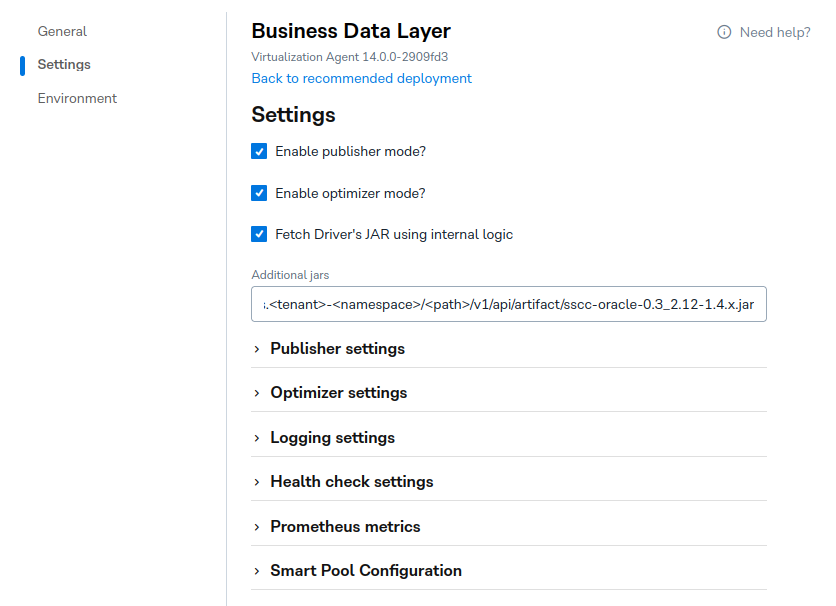 General
Settings
Environment
Business Data Layer
Need help?
Virtualization Agent 14.0.0-2909fd3
Back to recommended deployment
Settings
Enable publisher mode?
Enable optimizer mode?
Fetch Driver's JAR using internal logic
Additional jars
.<tenant>-<namespace>/<path>/v1/api/artifact/sscc-oracle-0.3_2.12-1.4.x.jar
Publisher settings
Optimizer settings
Logging settings
Health check settings
Prometheus metrics
Smart Pool Configuration